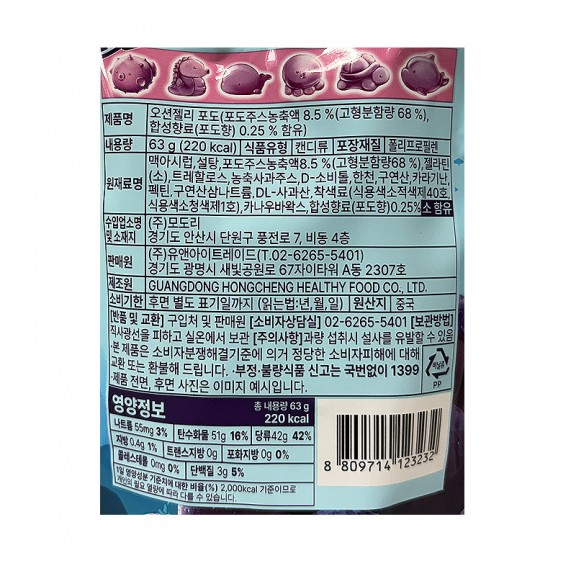 제품명 오션젤리 포도(포도주스농축액 8.5 %(고형분함량 68 %),
합성향료(포도향) 0.25 % 함유)
내용량 63 g (220 kcal) 식품유형 캔디류 포장재질 폴리프로필렌
원재료명 맥아시럽, 설탕, 포도주스농축액8.5 %(고형분함량68 %), 젤라틴
(소), 트레할로스, 농축사과주스, D-소비톨, 한천, 구연산, 카라기난,
펙틴, 구연산삼나트륨, DL-사과산, 착색료(식용색소적색제40호,
식용색소청색제1호), 카나우바왁스, 합성향료(포도향)0.25% 소 함유
수입업소명 및 소재지 (주)모도리
경기도 안산시 단원구 풍전로 7, 비동 4층
판매원 (주)유앤아이트레이드(T.02-6265-5401)
경기도 광명시 새빛공원로 67자이타워 A동 2307호
제조원 GUANGDONG HONGCHENG HEALTHY FOOD CO., LTD.
소비기한 후면 별도 표기일까지 (읽는법:년,월,일) 원산지 중국
[반품 및 교환] 구입처 및 판매원 [소비자상담실] 02-6265-5401 [보관방법]
직사광선을 피하고 실온에서 보관 [주의사항] 과량 섭취시 설사를 유발할 수 있음
·본 제품은 소비자분쟁해결기준에 의거 정당한 소비자피해에 대해
교환 또는 환불해 드립니다. ·부정·불량식품 신고는 국번없이 1399
·제품 전면, 후면 사진은 이미지 예시입니다.
비닐류
PP
영양정보 총 내용량 63 g
220 kcal
나트륨 55mg 3% 탄수화물 51g 16% 당류42g 42%
지방 0.4g 1% 트랜스지방 0g 포화지방 0g 0%
콜레스테롤 0mg 0% 단백질 3g 5%
1일 영양성분 기준치에 대한 비율(%) 2,000kcal 기준이므로
개인의 필요 열량에 따라 다를 수 있습니다.
8 809714 123232